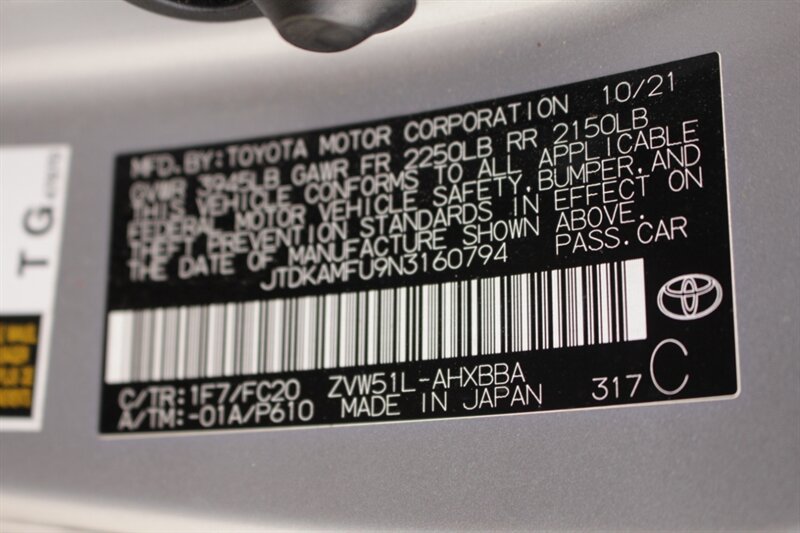 MFD.BY:TOYOTA MOTOR CORPORATION 10/21
GVWR 3945LB GAWR FR 2250LB RR 2150LB
THIS VEHICLE CONFORMS TO ALL APPLICABLE
FEDERAL MOTOR VEHICLE SAFETY,BUMPER,AND
THEFT PREVENTION STANDARDS IN EFFECT ON
THE DATE OF MANUFACTURE SHOWN ABOVE.
JTDKAMFU9N3160794 PASS.CAR
C/TR:1F7/FC20 ZVW51L-AHXBBA
A/TM:-01A/P610 MADE IN JAPAN 317C
TG